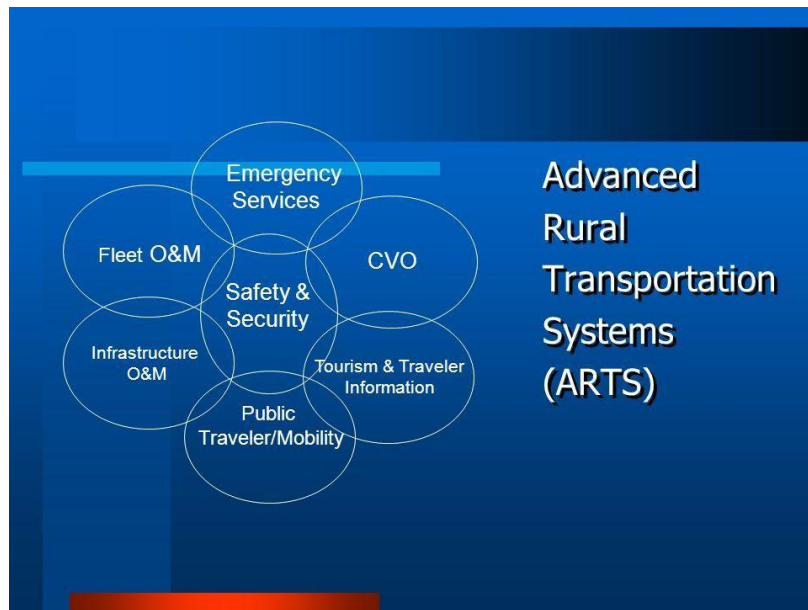 Emergency
Services
Fleet O&M
CVO
Safety &
Security
Infrastructure
O&M
Tourism & Traveler
Information
Public
Traveler/Mobility
Advanced
Rural
Transportation
Systems
(ARTS)